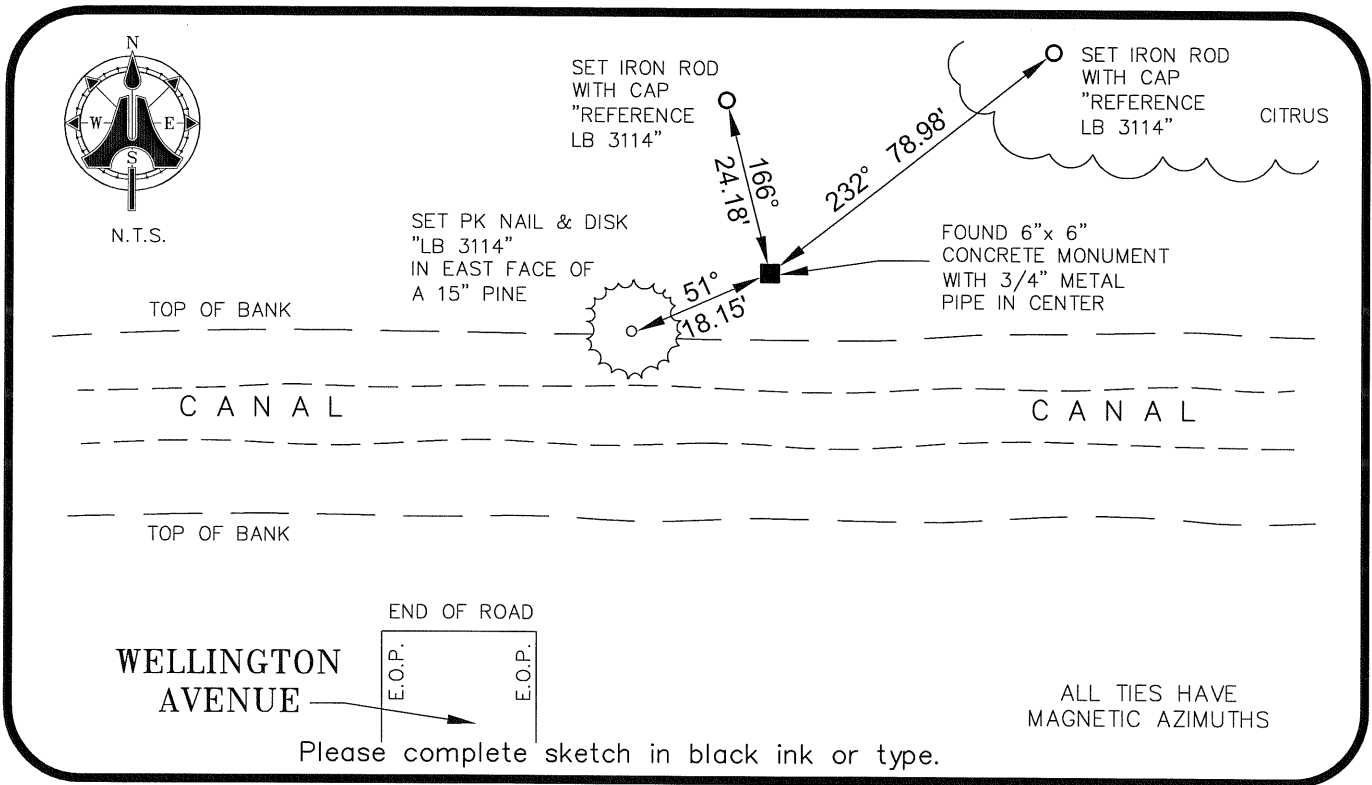 N
W E
S
N.T.S.
SET IRON ROD
WITH CAP
"REFERENCE
LB 3114"
SET IRON ROD
WITH CAP
"REFERENCE
LB 3114"
CITRUS
166°
24.18'
232° 78.98'
SET PK NAIL & DISK
"LB 3114"
IN EAST FACE OF
A 15" PINE
51°
18.15'
FOUND 6"x 6"
CONCRETE MONUMENT
WITH 3/4" METAL
PIPE IN CENTER
TOP OF BANK
CANAL
CANAL
TOP OF BANK
END OF ROAD
E.O.P.
E.O.P.
WELLINGTON
AVENUE
ALL TIES HAVE
MAGNETIC AZIMUTHS
Please complete sketch in black ink or type.